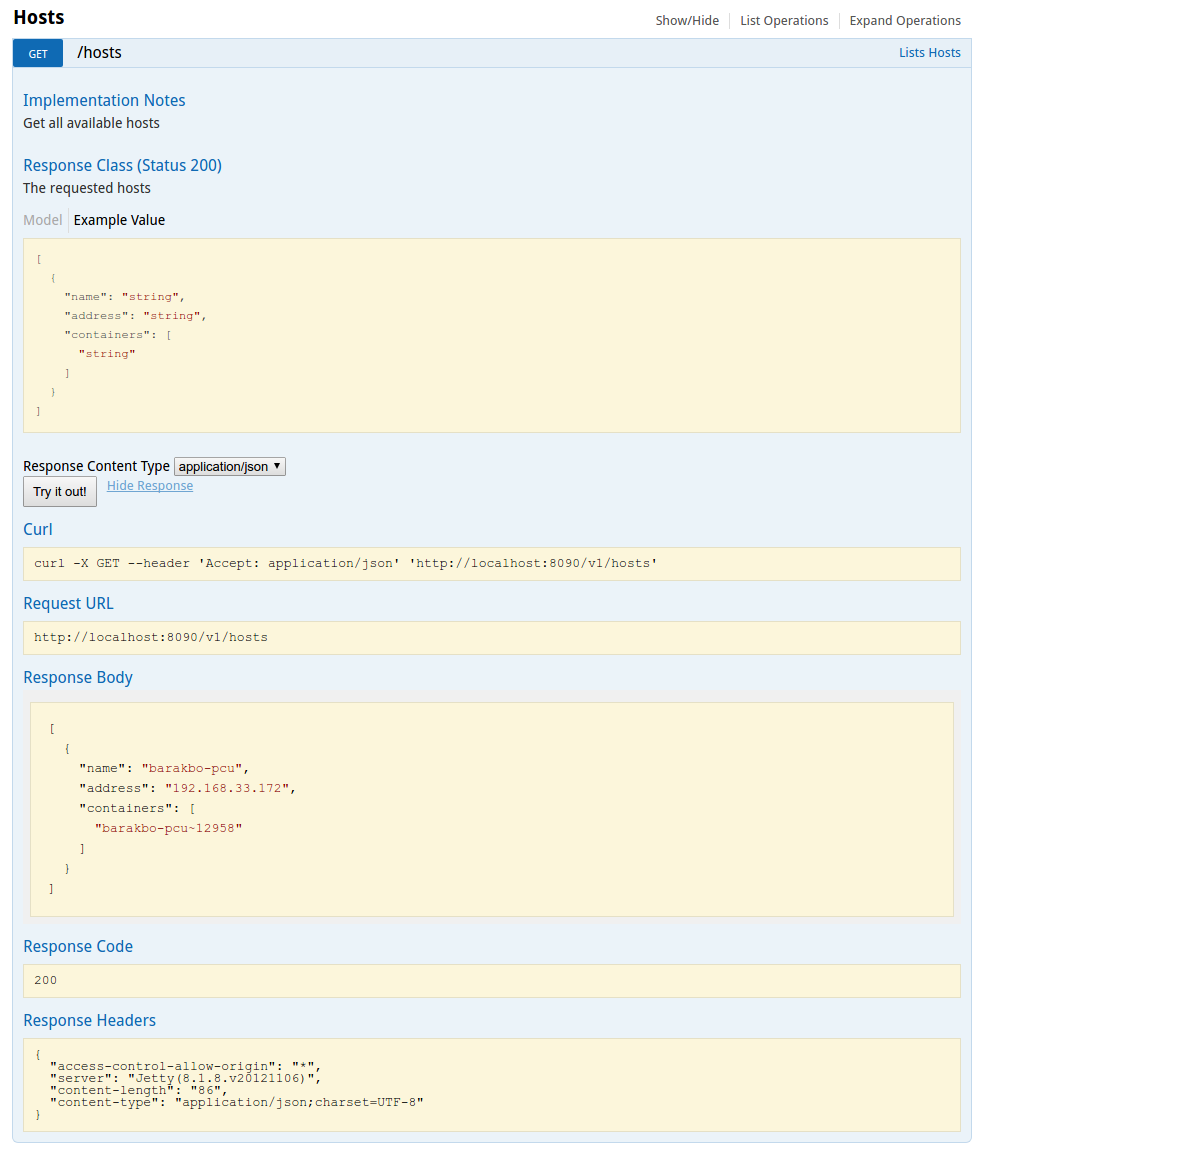 Hosts
Show/Hide List Operations Expand Operations
GET /hosts Lists Hosts
Implementation Notes
Get all available hosts
Response Class (Status 200)
The requested hosts
Model Example Value
[
  {
    "name": "string",
    "address": "string",
    "containers": [
      "string"
    ]
  }
]
Response Content Type application/json
Try it out! Hide Response
Curl
curl -X GET --header 'Accept: application/json' 'http://localhost:8090/v1/hosts'
Request URL
http://localhost:8090/v1/hosts
Response Body
[
  {
    "name": "barakbo-pcu",
    "address": "192.168.33.172",
    "containers": [
      "barakbo-pcu~12958"
    ]
  }
]
Response Code
200
Response Headers
{
  "access-control-allow-origin": "*",
  "server": "Jetty(8.1.8.v20121106)",
  "content-length": "86",
  "content-type": "application/json;charset=UTF-8"
}